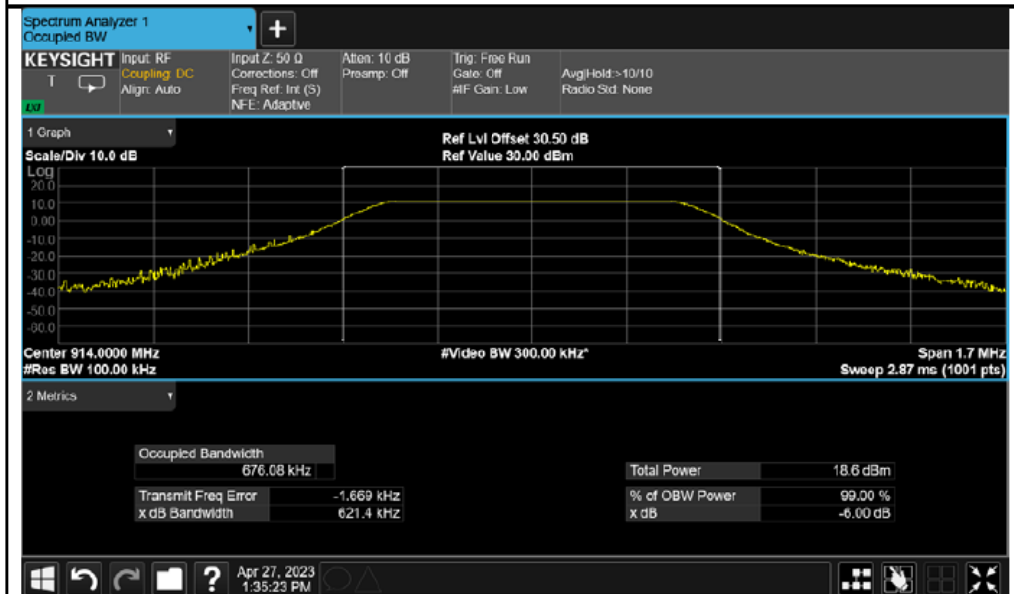 Spectrum Analyzer 1
Occupied BW
+
KEYSIGHT
T
LXI
Input: RF
Coupling: DC
Align: Auto
Input Z: 50 Ω
Corrections: Off
Freq Ref: Int (S)
NFE: Adaptive
Atten: 10 dB
Preamp: Off
Trig: Free Run
Gate: Off
#IF Gain: Low
Avg|Hold:>10/10
Radio Std: None
1 Graph
Scale/Div 10.0 dB
Ref Lvl Offset 30.50 dB
Ref Value 30.00 dBm
Log
20.0
10.0
0.00
-10.0
-20.0
-30.0
-40.0
-50.0
-60.0
Center 914.0000 MHz
#Video BW 300.00 kHz*
Span 1.7 MHz
#Res BW 100.00 kHz
Sweep 2.87 ms (1001 pts)
2 Metrics
Occupied Bandwidth
676.08 kHz
Total Power 18.6 dBm
Transmit Freq Error -1.669 kHz
% of OBW Power 99.00 %
x dB Bandwidth 621.4 kHz
x dB -6.00 dB
?
Apr 27, 2023
1:35:23 PM